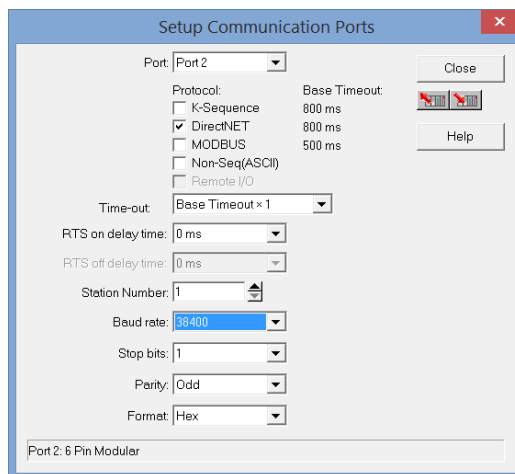 Setup Communication Ports
x
Port: Port 2
Close
Protocol: Base Timeout:
K-Sequence 800 ms
DirectNET 800 ms
MODBUS 500 ms
Help
Non-Seq(ASCII)
Remote I/O
Time-out: Base Timeout × 1
RTS on delay time: 0 ms
RTS off delay time: 0 ms
Station Number: 1
Baud rate: 38400
Stop bits: 1
Parity: Odd
Format: Hex
Port 2: 6 Pin Modular